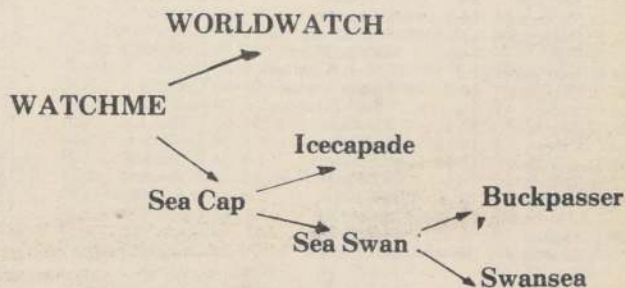 WORLDWATCH
WATCHME
Icecapade
Sea Cap
Buckpasser
Sea Swan
Swansea